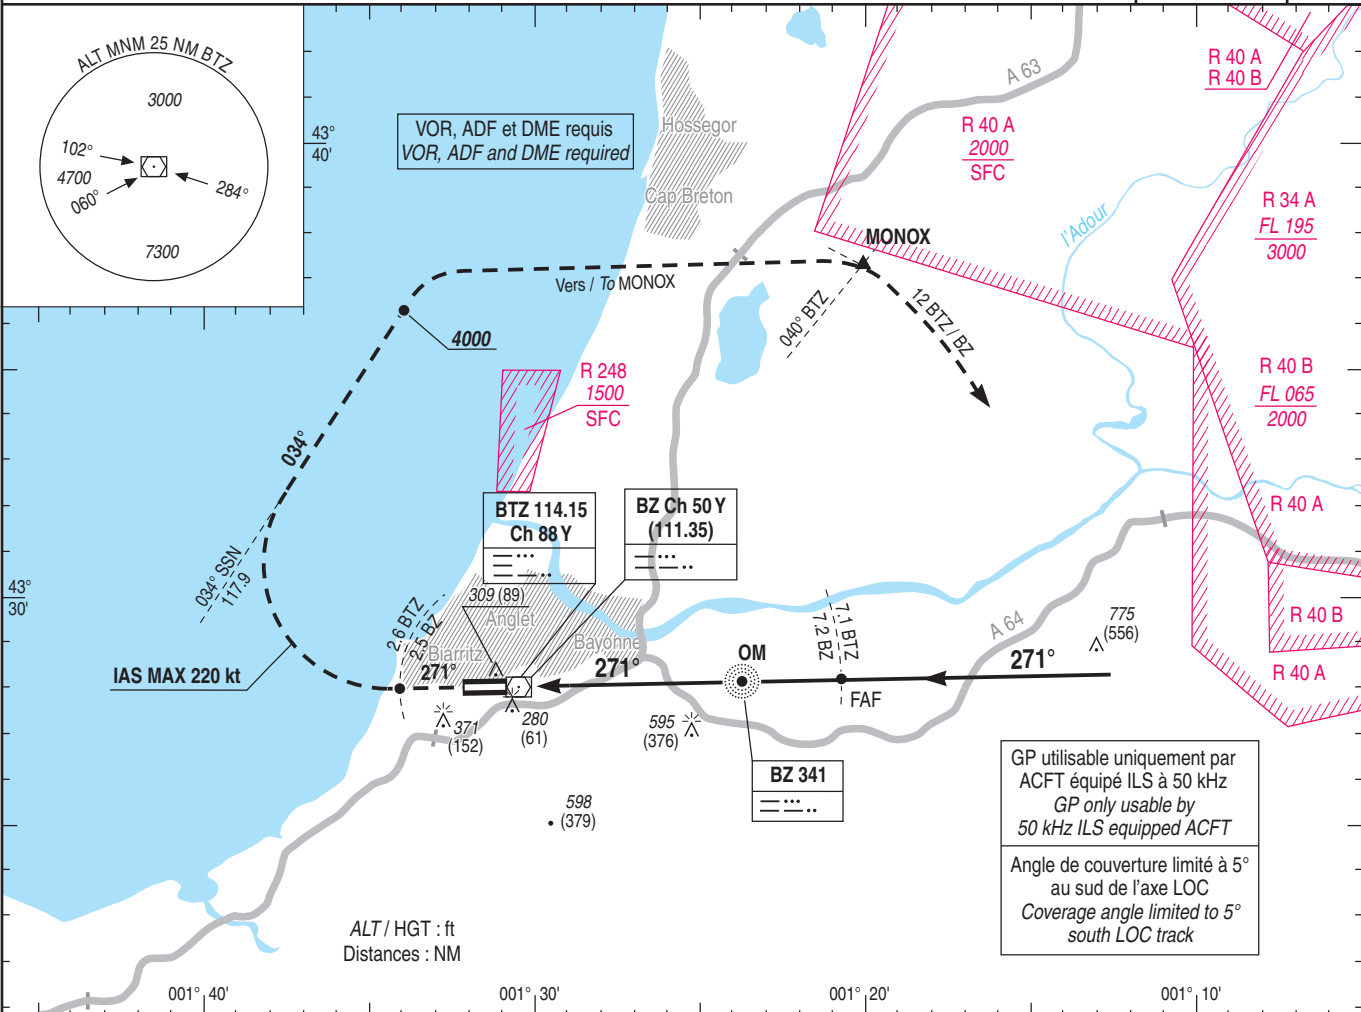 ALT MNM 25 NM BTZ
3000
102°
4700
060°
284°
7300
43°
40'
VOR, ADF et DME requis
VOR, ADF and DME required
Hossegor
Cap Breton
A 63
R 40 A
2000
SFC
R 40 A
R 40 B
R 34 A
FL 195
3000
l'Adour
MONOX
Vers / To MONOX
040° BTZ
12 BTZ / BZ
4000
R 248
1500
SFC
R 40 B
FL 065
2000
034°
034° SSN
117.9
BTZ 114.15
Ch 88 Y
BZ Ch 50 Y
(111.35)
R 40 A
43°
30'
309 (89)
Anglet
Biarritz
Bayonne
2.6 BTZ
2.5 BZ
271°
271°
OM
7.1 BTZ
7.2 BZ
FAF
A 64
271°
775
(556)
R 40 B
R 40 A
IAS MAX 220 kt
371
(152)
280
(61)
595
(376)
BZ 341
598
(379)
GP utilisable uniquement par
ACFT équipé ILS à 50 kHz
GP only usable by
50 kHz ILS equipped ACFT
Angle de couverture limité à 5°
au sud de l'axe LOC
Coverage angle limited to 5°
south LOC track
ALT / HGT : ft
Distances : NM
001° 40'
001° 30'
001° 20'
001° 10'